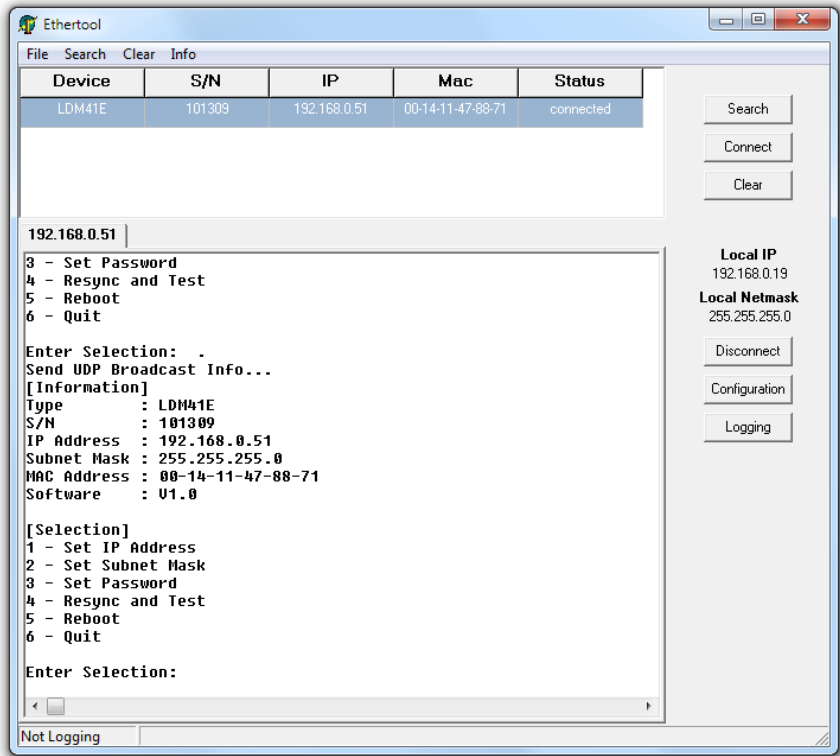 Ethertool
File Search Clear Info
Device S/N IP Mac Status
LDM41E 101309 192.168.0.51 00-14-11-47-88-71 connected
Search
Connect
Clear
192.168.0.51
3 - Set Password
4 - Resync and Test
5 - Reboot
6 - Quit
Enter Selection: .
Send UDP Broadcast Info...
[Information]
Type : LDM41E
S/N : 101309
IP Address : 192.168.0.51
Subnet Mask : 255.255.255.0
MAC Address : 00-14-11-47-88-71
Software : V1.0
[Selection]
1 - Set IP Address
2 - Set Subnet Mask
3 - Set Password
4 - Resync and Test
5 - Reboot
6 - Quit
Enter Selection:
Local IP
192.168.0.19
Local Netmask
255.255.255.0
Disconnect
Configuration
Logging
Not Logging